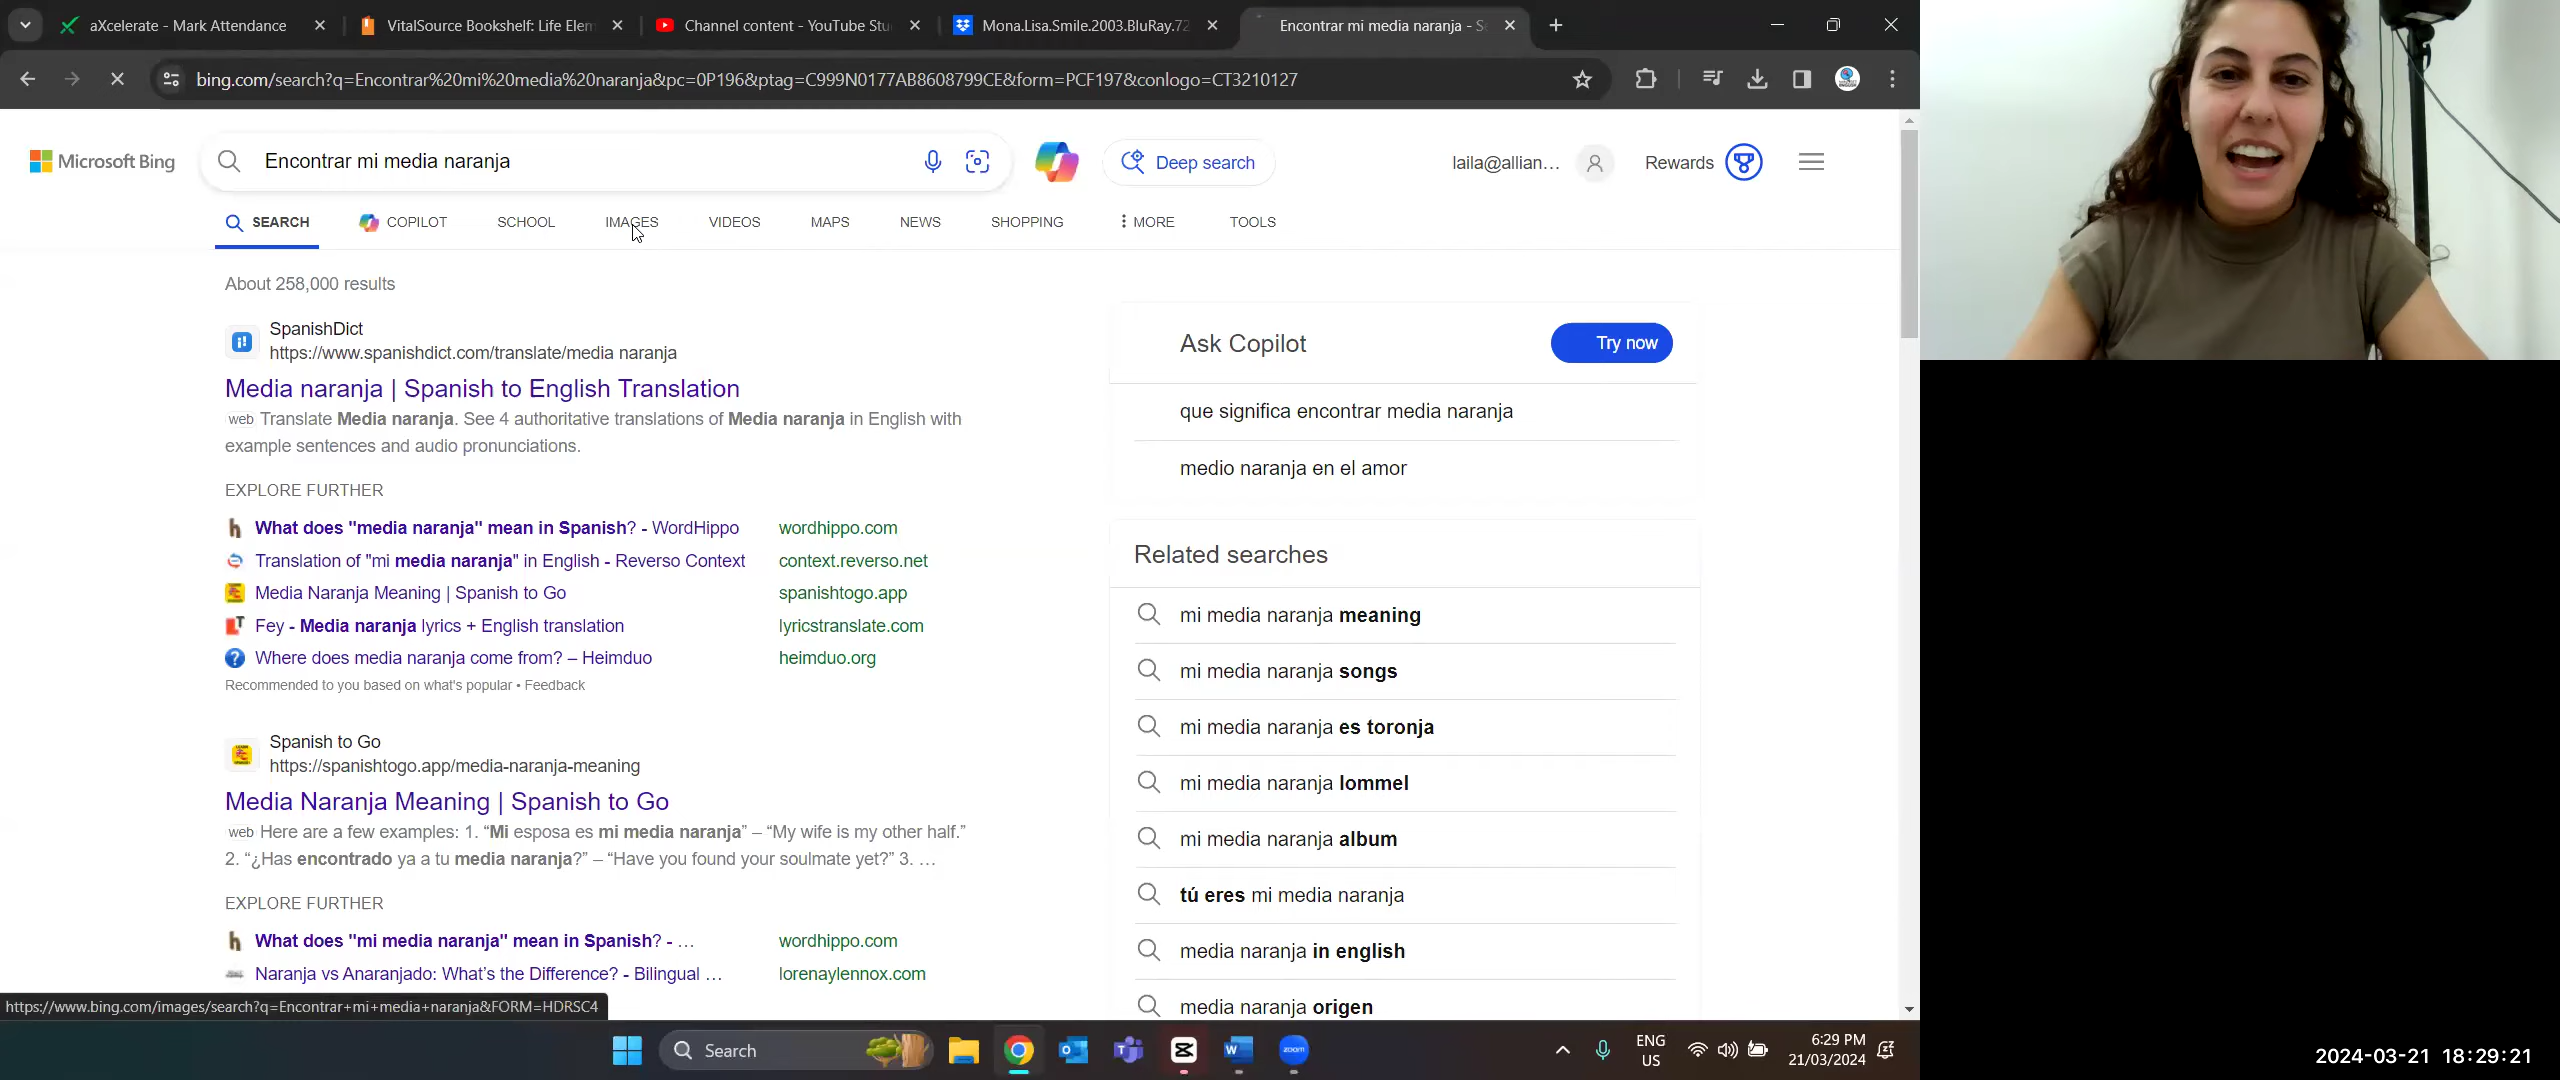 aXcelerate - Mark Attendance
VitalSource Bookshelf: Life Elem
Channel content - YouTube Stu
Mona.Lisa.Smile.2003.BluRay.72
Encontrar mi media naranja - Se
bing.com/search?q=Encontrar%20mi%20media%20naranja&pc=0P196&ptag=C999N0177AB8608799CE&form=PCF197&conlogo=CT3210127
Microsoft Bing
Encontrar mi media naranja
Deep search
laila@allian...
Rewards
SEARCH
COPILOT
SCHOOL
IMAGES
VIDEOS
MAPS
NEWS
SHOPPING
MORE
TOOLS
About 258,000 results
SpanishDict
https://www.spanishdict.com/translate/media naranja
Media naranja | Spanish to English Translation
web Translate Media naranja. See 4 authoritative translations of Media naranja in English with
example sentences and audio pronunciations.
EXPLORE FURTHER
What does "media naranja" mean in Spanish? - WordHippo wordhippo.com
Translation of "mi media naranja" in English - Reverso Context context.reverso.net
Media Naranja Meaning | Spanish to Go spanishtogo.app
Fey - Media naranja lyrics + English translation lyricstranslate.com
Where does media naranja come from? – Heimduo heimduo.org
Recommended to you based on what's popular • Feedback
Spanish to Go
https://spanishtogo.app/media-naranja-meaning
Media Naranja Meaning | Spanish to Go
web Here are a few examples: 1. “Mi esposa es mi media naranja” – “My wife is my other half.”
2. “¿Has encontrado ya a tu media naranja?” – “Have you found your soulmate yet?” 3. …
EXPLORE FURTHER
What does "mi media naranja" mean in Spanish? - … wordhippo.com
Naranja vs Anaranjado: What’s the Difference? - Bilingual … lorenaylennox.com
Ask Copilot
Try now
que significa encontrar media naranja
medio naranja en el amor
Related searches
mi media naranja meaning
mi media naranja songs
mi media naranja es toronja
mi media naranja lommel
mi media naranja album
tú eres mi media naranja
media naranja in english
media naranja origen
https://www.bing.com/images/search?q=Encontrar+mi+media+naranja&FORM=HDRSC4
Search
zoom
ENG
US
6:29 PM
21/03/2024
2024-03-21 18:29:21